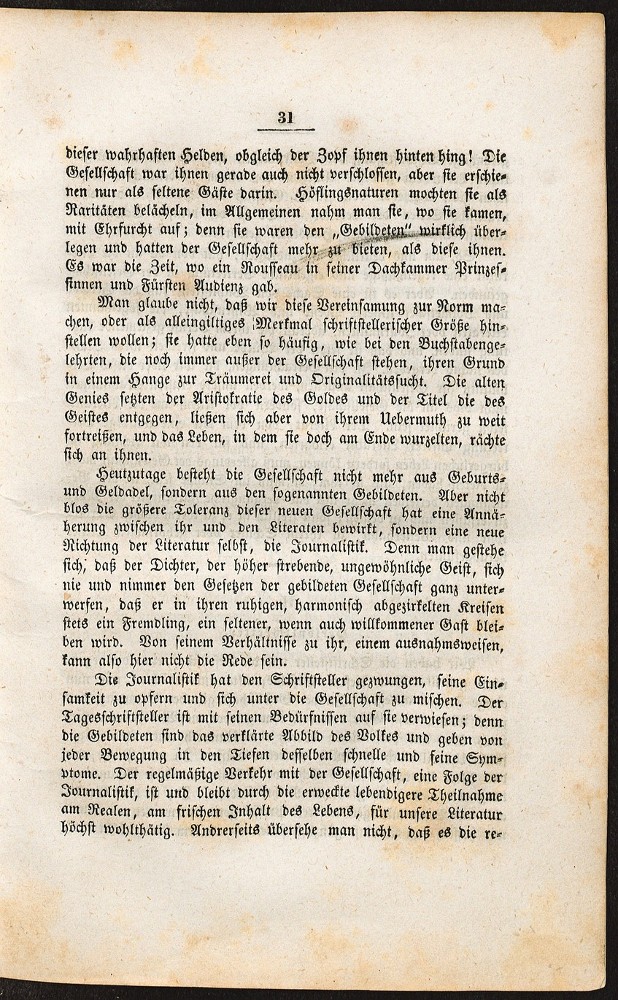 31
dieser wahrhaften Helden, obgleich der Zopf ihnen hinten hing! Die
Gesellschaft war ihnen gerade auch nicht verschlossen, aber sie erschie-
nen nur als seltene Gäste darin. Höflingsnaturen mochten sie als
Raritäten belächeln, im Allgemeinen nahm man sie, wo sie kamen,
mit Ehrfurcht auf; denn sie waren den „Gebildeten“ wirklich über-
legen und hatten der Gesellschaft mehr zu bieten, als diese ihnen.
Es war die Zeit, wo ein Rousseau in seiner Dachkammer Prinzes-
sinnen und Fürsten Audienz gab.
Man glaube nicht, daß wir diese Vereinsamung zur Norm ma-
chen, oder als alleingiltiges Merkmal schriftstellerischer Größe hin-
stellen wollen; sie hatte eben so häufig, wie bei den Buchstabenge-
lehrten, die noch immer außer der Gesellschaft stehen, ihren Grund
in einem Hange zur Träumerei und Originalitätsucht. Die alten
Genies setzten der Aristokratie des Goldes und der Titel die des
Geistes entgegen, ließen sich aber von ihrem Uebermuth zu weit
fortreißen, und das Leben, in dem sie doch am Ende wurzelten, rächte
sich an ihnen.
Heutzutage besteht die Gesellschaft nicht mehr aus Geburts-
und Geldadel, sondern aus den sogenannten Gebildeten. Aber nicht
blos die größere Toleranz dieser neuen Gesellschaft hat eine Annä-
herung zwischen ihr und den Literaten bewirkt, sondern eine neue
Richtung der Literatur selbst, die Journalistik. Denn man gestehe
sich, daß der Dichter, der höher strebende, ungewöhnliche Geist, sich
nie und nimmer den Gesetzen der gebildeten Gesellschaft ganz unter-
werfen, daß er in ihren ruhigen, harmonisch abgezirkelten Kreisen
stets ein Fremdling, ein seltener, wenn auch willkommener Gast blei-
ben wird. Von seinem Verhältnisse zu ihr, einem ausnahmsweisen,
kann also hier nicht die Rede sein.
Die Journalistik hat den Schriftsteller gezwungen, seine Ein-
samkeit zu opfern und sich unter die Gesellschaft zu mischen. Der
Tagesschriftsteller ist mit seinen Bedürfnissen auf sie verwiesen; denn
die Gebildeten sind das verklärte Abbild des Volkes und geben von
jeder Bewegung in den Tiefen desselben schnelle und feine Sym-
ptome. Der regelmäßige Verkehr mit der Gesellschaft, eine Folge der
Journalistik, ist und bleibt durch die erweckte lebendigere Theilnahme
am Realen, am frischen Inhalt des Lebens, für unsere Literatur
höchst wohlthätig. Andrerseits übersehe man nicht, daß es die re-